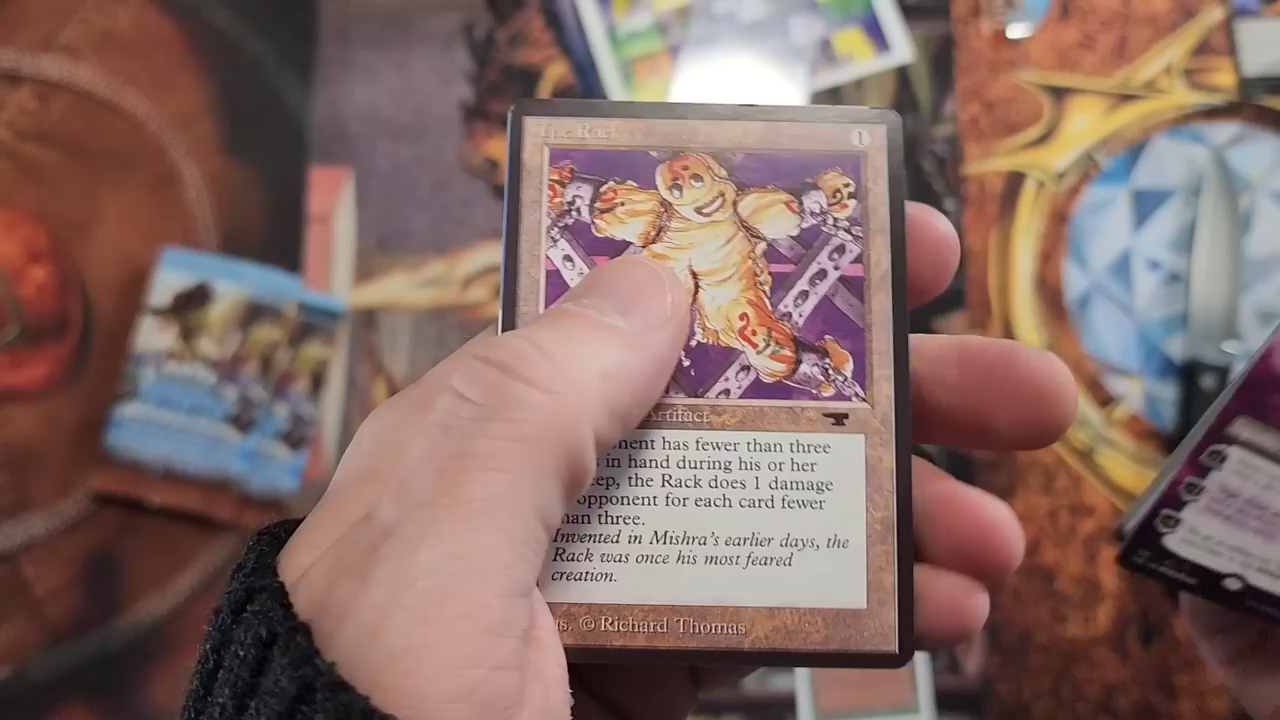 The Rack
1
Artifact
nent has fewer than three
s in hand during his or her
eep, the Rack does 1 damage
opponent for each card fewer
han three.
Invented in Mishra's earlier days, the
Rack was once his most feared
creation.
us. © Richard Thomas